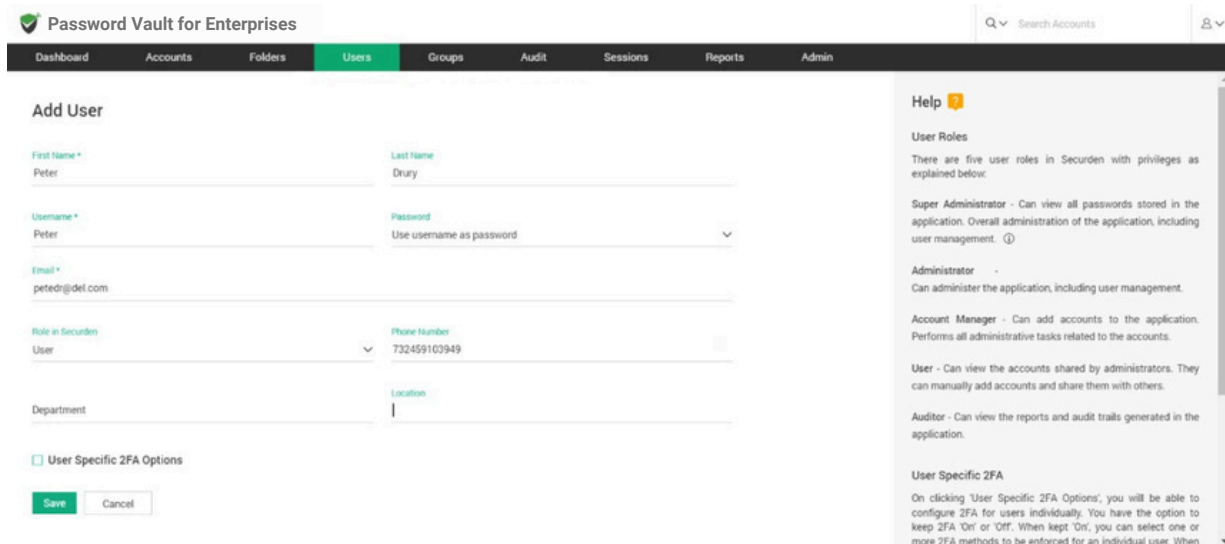 Password Vault for Enterprises
Search Accounts
Dashboard Accounts Folders Users Groups Audit Sessions Reports Admin
Add User
First Name *
Peter
Last Name
Drury
Username *
Peter
Password
Use username as password
Email *
petedr@del.com
Role in Securden
User
Phone Number
732459103949
Department
Location
User Specific 2FA Options
Save
Cancel
Help ?
User Roles
There are five user roles in Securden with privileges as
explained below:
Super Administrator - Can view all passwords stored in the
application. Overall administration of the application, including
user management.
Administrator -
Can administer the application, including user management.
Account Manager - Can add accounts to the application.
Performs all administrative tasks related to the accounts.
User - Can view the accounts shared by administrators. They
can manually add accounts and share them with others.
Auditor - Can view the reports and audit trails generated in the
application.
User Specific 2FA
On clicking 'User Specific 2FA Options', you will be able to
configure 2FA for users individually. You have the option to
keep 2FA 'On' or 'Off'. When kept 'On', you can select one or
more 2FA methods to be enforced for an individual user. When